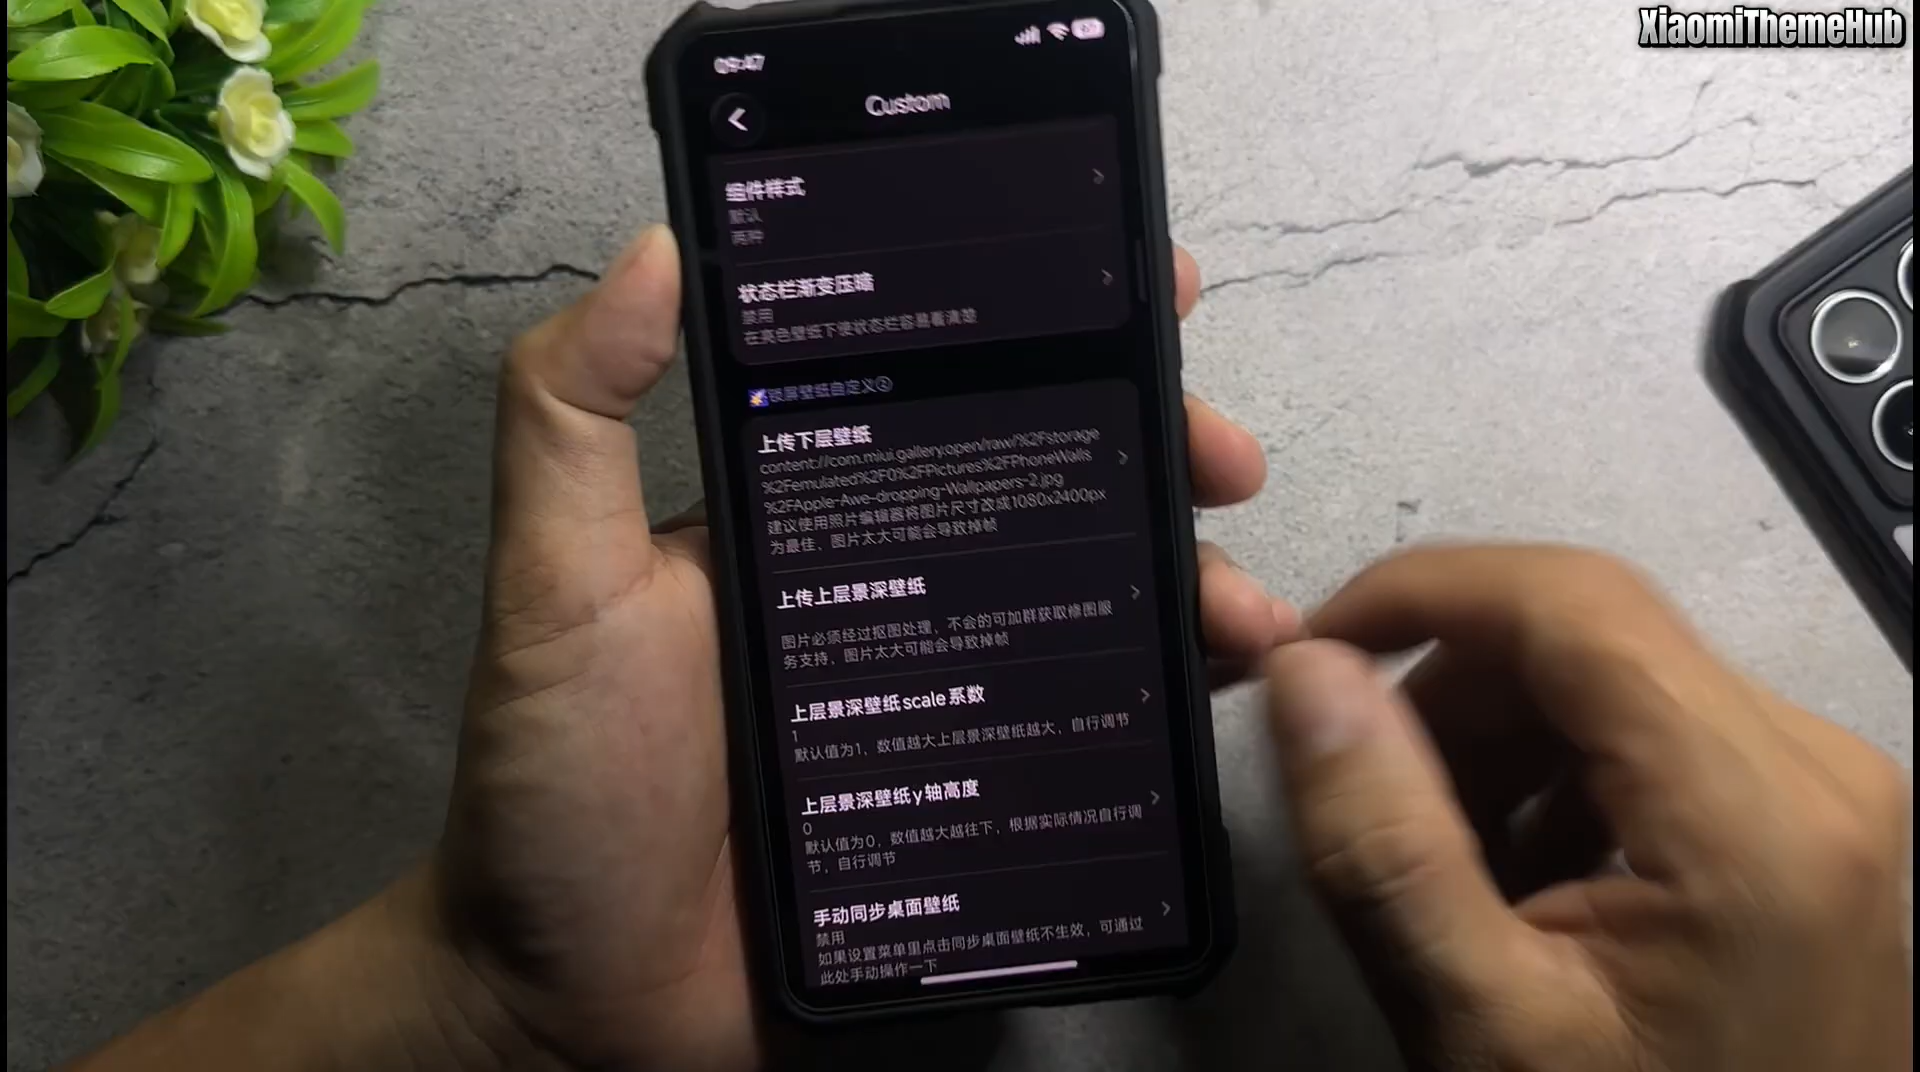 XiaomiThemeHub
09:47
Custom
组件样式
默认
两种
状态栏渐变压暗
禁用
在亮色壁纸下使状态栏容易看清楚
锁屏壁纸自定义②
上传下层壁纸
content://com.miui.gallery.open/raw/%2Fstorage
%2Femulated%2F0%2FPictures%2FPhoneWalls
%2FApple-Awe-dropping-Wallpapers-2.jpg
建议使用照片编辑器将图片尺寸改成1080x2400px
为最佳、图片太大可能会导致掉帧
上传上层景深壁纸
图片必须经过抠图处理，不会的可加群获取修图服
务支持，图片太大可能会导致掉帧
上层景深壁纸scale系数
1
默认值为1，数值越大上层景深壁纸越大，自行调节
上层景深壁纸y轴高度
0
默认值为0，数值越大越往下，根据实际情况自行调
节，自行调节
手动同步桌面壁纸
禁用
如果设置菜单里点击同步桌面壁纸不生效，可通过
此处手动操作一下